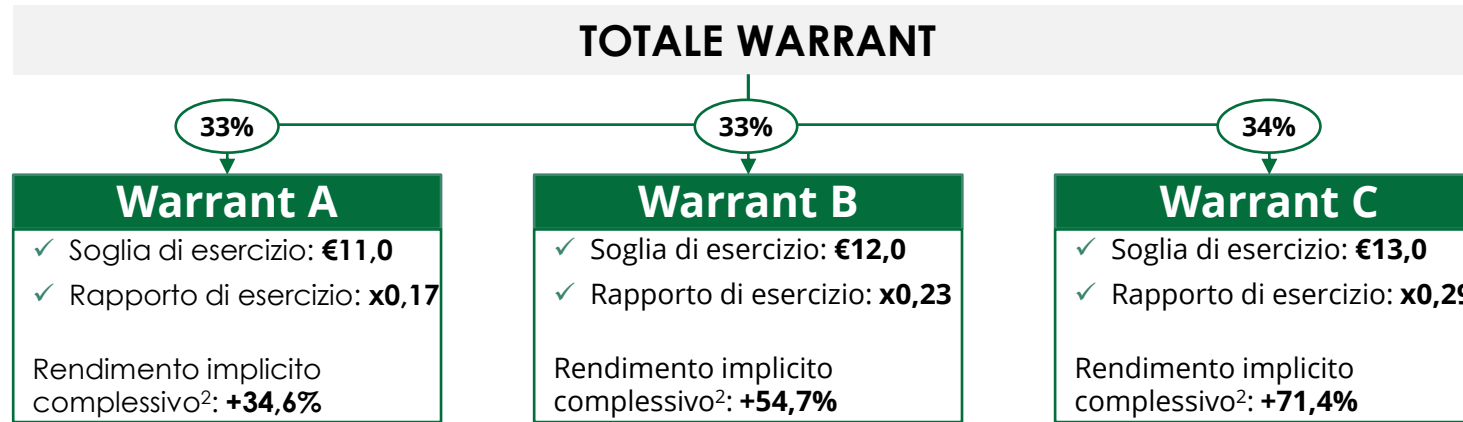 TOTALE WARRANT
33%
33%
34%
Warrant A
✓ Soglia di esercizio: €11,0
✓ Rapporto di esercizio: x0,17
Rendimento implicito
complessivo²: +34,6%
Warrant B
✓ Soglia di esercizio: €12,0
✓ Rapporto di esercizio: x0,23
Rendimento implicito
complessivo²: +54,7%
Warrant C
✓ Soglia di esercizio: €13,0
✓ Rapporto di esercizio: x0,29
Rendimento implicito
complessivo²: +71,4%